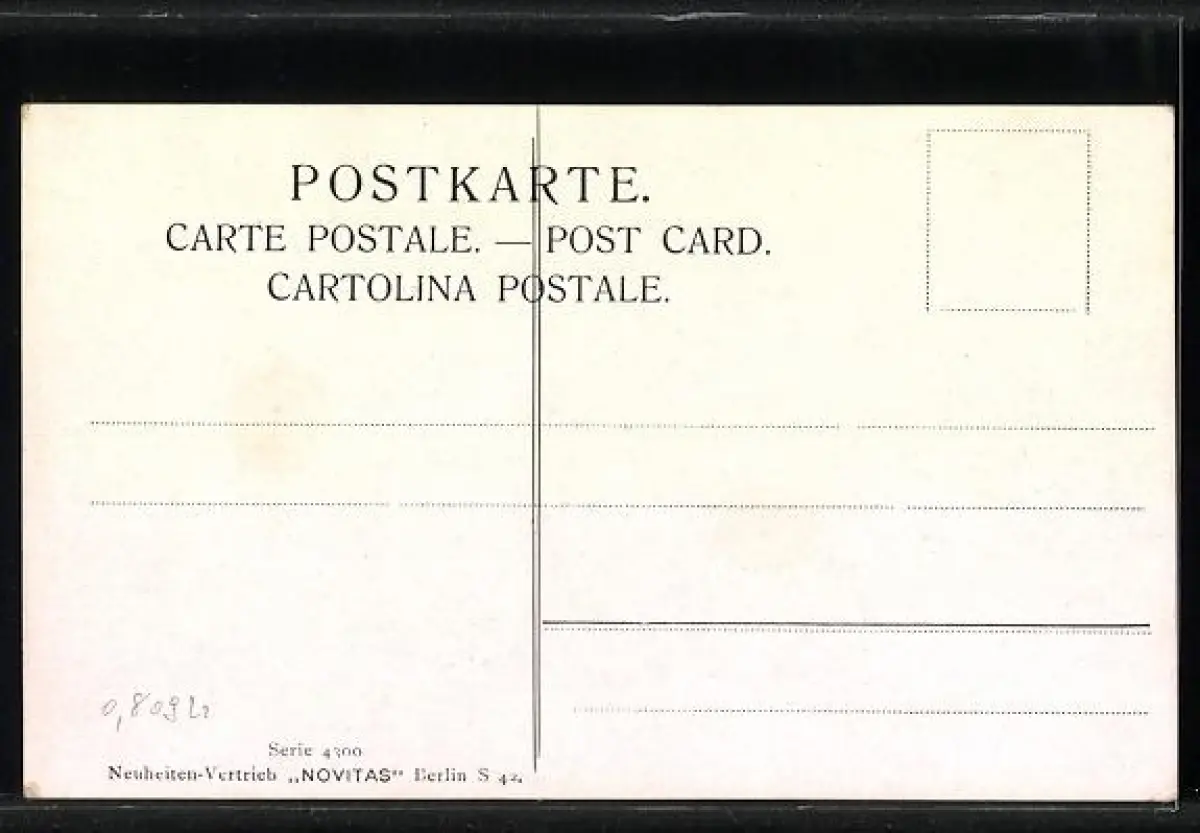 POSTKARTE.
CARTE POSTALE. — POST CARD.
CARTOLINA POSTALE.
Serie 4300
Neuheiten-Vertrieb „NOVITAS“ Berlin S 42.